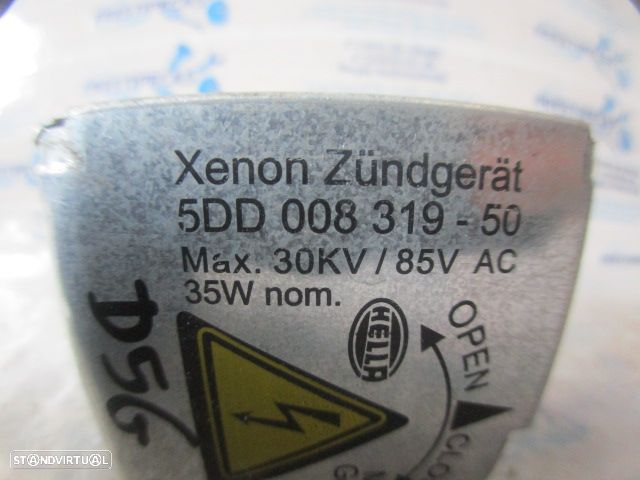 Xenon Zündgerät
5DD 008 319 - 50
Max. 30KV / 85V AC
35W nom.
HELLA
OPEN
D5G
STANDVIRTUAL